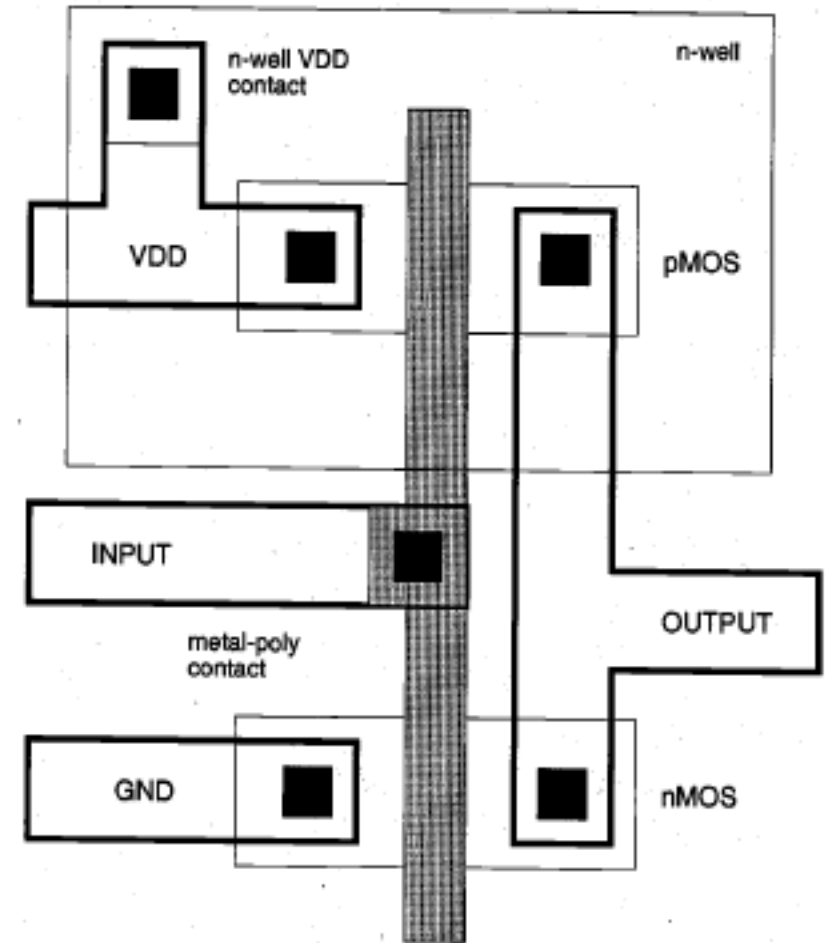 n-well VDD
contact
n-well
VDD
pMOS
INPUT
OUTPUT
metal-poly
contact
GND
nMOS